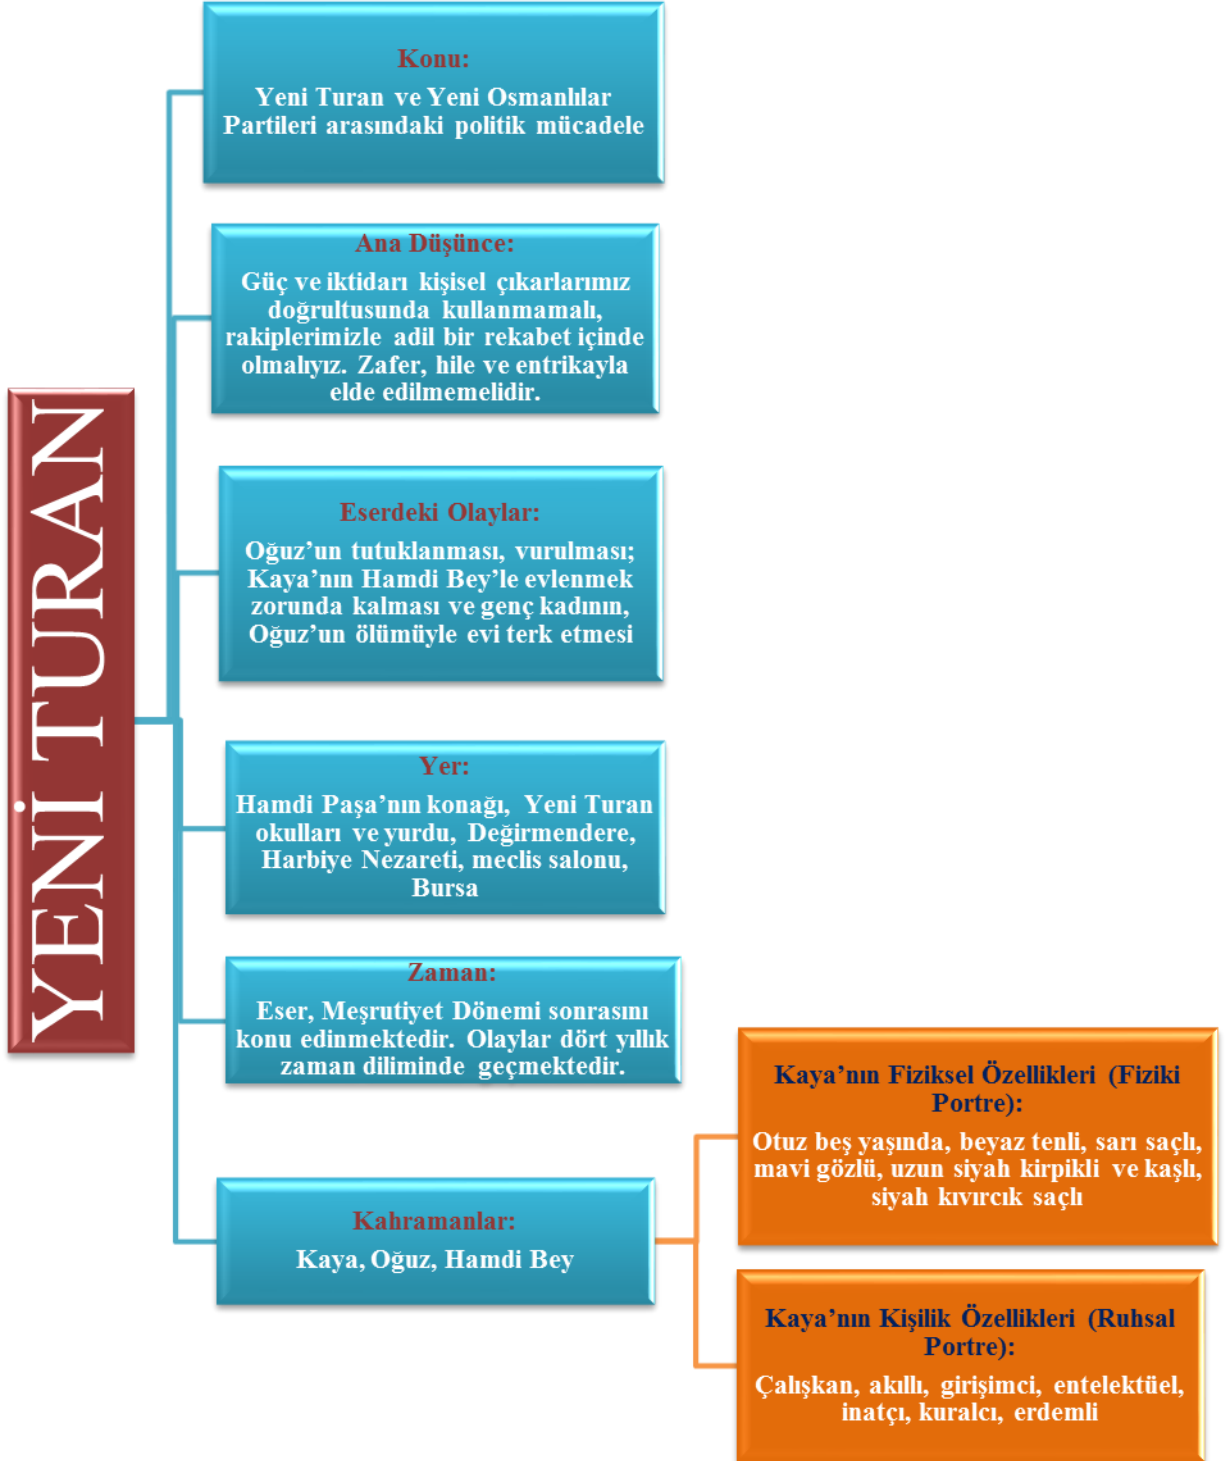 YENİ TURAN
Konu:
Yeni Turan ve Yeni Osmanlılar
Partileri arasındaki politik mücadele
Ana Düşünce:
Güç ve iktidarı kişisel çıkarlarımız
doğrultusunda kullanmamalı,
rakiplerimizle adil bir rekabet içinde
olmalıyız. Zafer, hile ve entrikayla
elde edilmemelidir.
Eserdeki Olaylar:
Oğuz’un tutuklanması, vurulması;
Kaya’nın Hamdi Bey’le evlenmek
zorunda kalması ve genç kadının,
Oğuz’un ölümüyle evi terk etmesi
Yer:
Hamdi Paşa’nın konağı, Yeni Turan
okulları ve yurdu, Değirmendere,
Harbiye Nezareti, meclis salonu,
Bursa
Zaman:
Eser, Meşrutiyet Dönemi sonrasını
konu edinmektedir. Olaylar dört yıllık
zaman diliminde geçmektedir.
Kahramanlar:
Kaya, Oğuz, Hamdi Bey
Kaya’nın Fiziksel Özellikleri (Fiziki
Portre):
Otuz beş yaşında, beyaz tenli, sarı saçlı,
mavi gözlü, uzun siyah kirpikli ve kaşlı,
siyah kıvırcık saçlı
Kaya’nın Kişilik Özellikleri (Ruhsal
Portre):
Çalışkan, akıllı, girişimci, entelektüel,
inatçı, kuralcı, erdemli